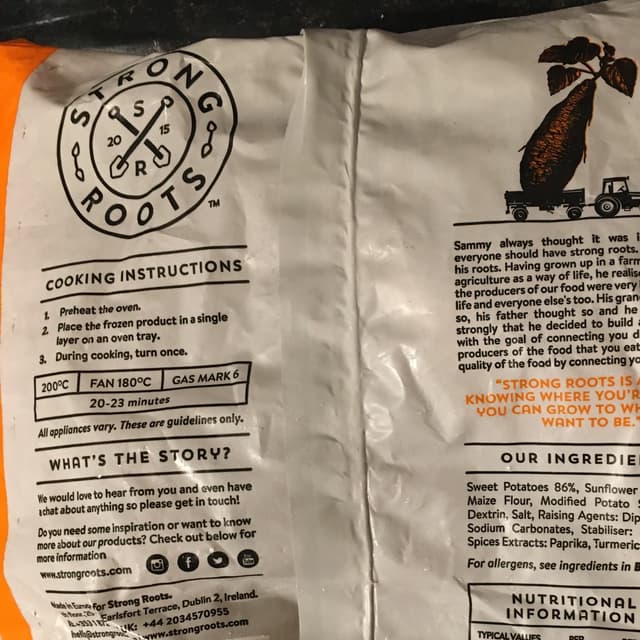 STRONG
S
20 15
R
ROOTS
TM
COOKING INSTRUCTIONS
1. Preheat the oven.
2. Place the frozen product in a single
layer on an oven tray.
3. During cooking, turn once.
200°C FAN 180°C GAS MARK 6
20-23 minutes
All appliances vary. These are guidelines only.
WHAT'S THE STORY?
We would love to hear from you and even have
a chat about anything so please get in touch!
Do you need some inspiration or want to know
more about our products? Check out below for
more information
www.strongroots.com
Made in Europe for Strong Roots.
Earlsfort Terrace, Dublin 2, Ireland.
UK: +44 2034570955
www.strongroots.com
Sammy always thought it was
everyone should have strong roots.
his roots. Having grown up in a farm
agriculture as a way of life, he realis
the producers of our food were very
life and everyone else's too. His gran
so, his father thought so and he
strongly that he decided to build
with the goal of connecting you d
producers of the food that you eat
quality of the food by connecting yo
"STRONG ROOTS IS
KNOWING WHERE YOU'R
YOU CAN GROW TO W
WANT TO BE."
OUR INGREDIE
Sweet Potatoes 86%, Sunflower
Maize Flour, Modified Potato
Dextrin, Salt, Raising Agents: Dip
Sodium Carbonates, Stabiliser:
Spices Extracts: Paprika, Turmeric
For allergens, see ingredients in B
NUTRITIONAL
INFORMATION
TYPICAL VALUES PER